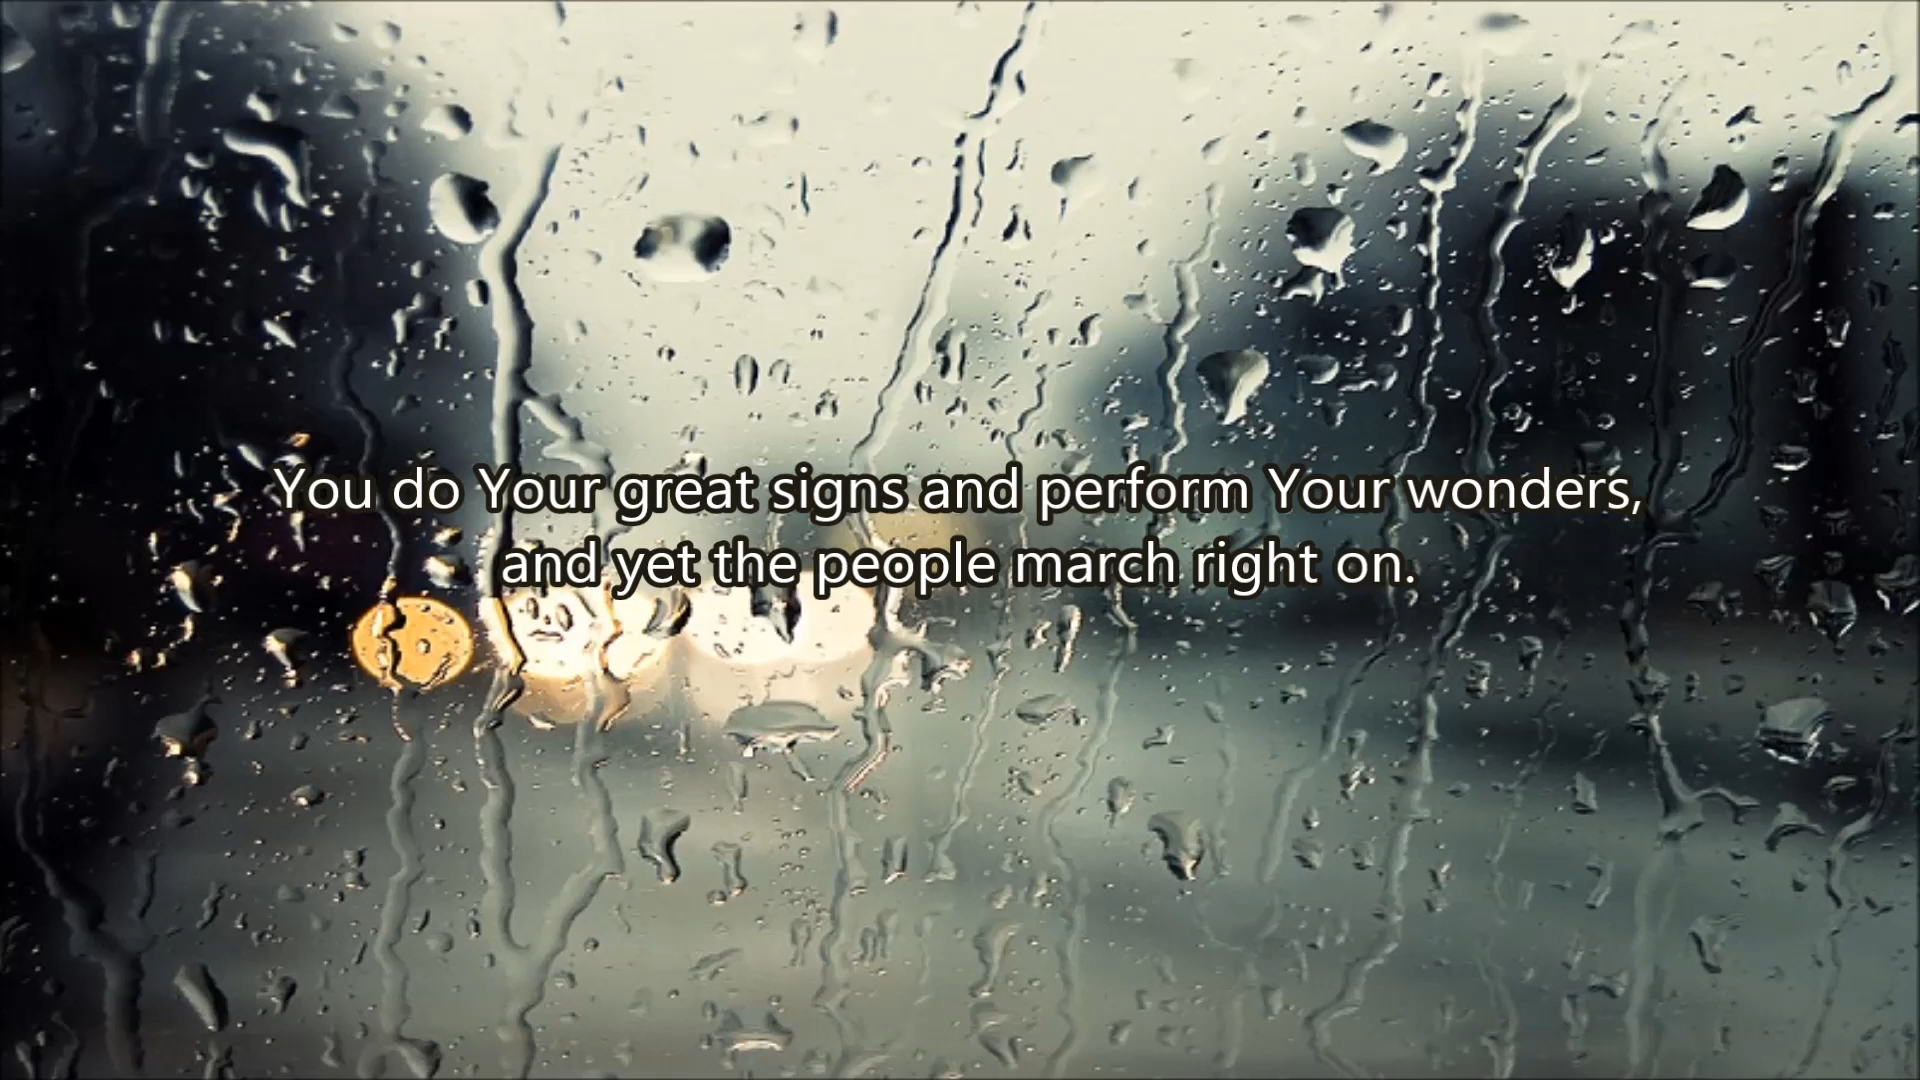 You do Your great signs and perform Your wonders,
and yet the people march right on.